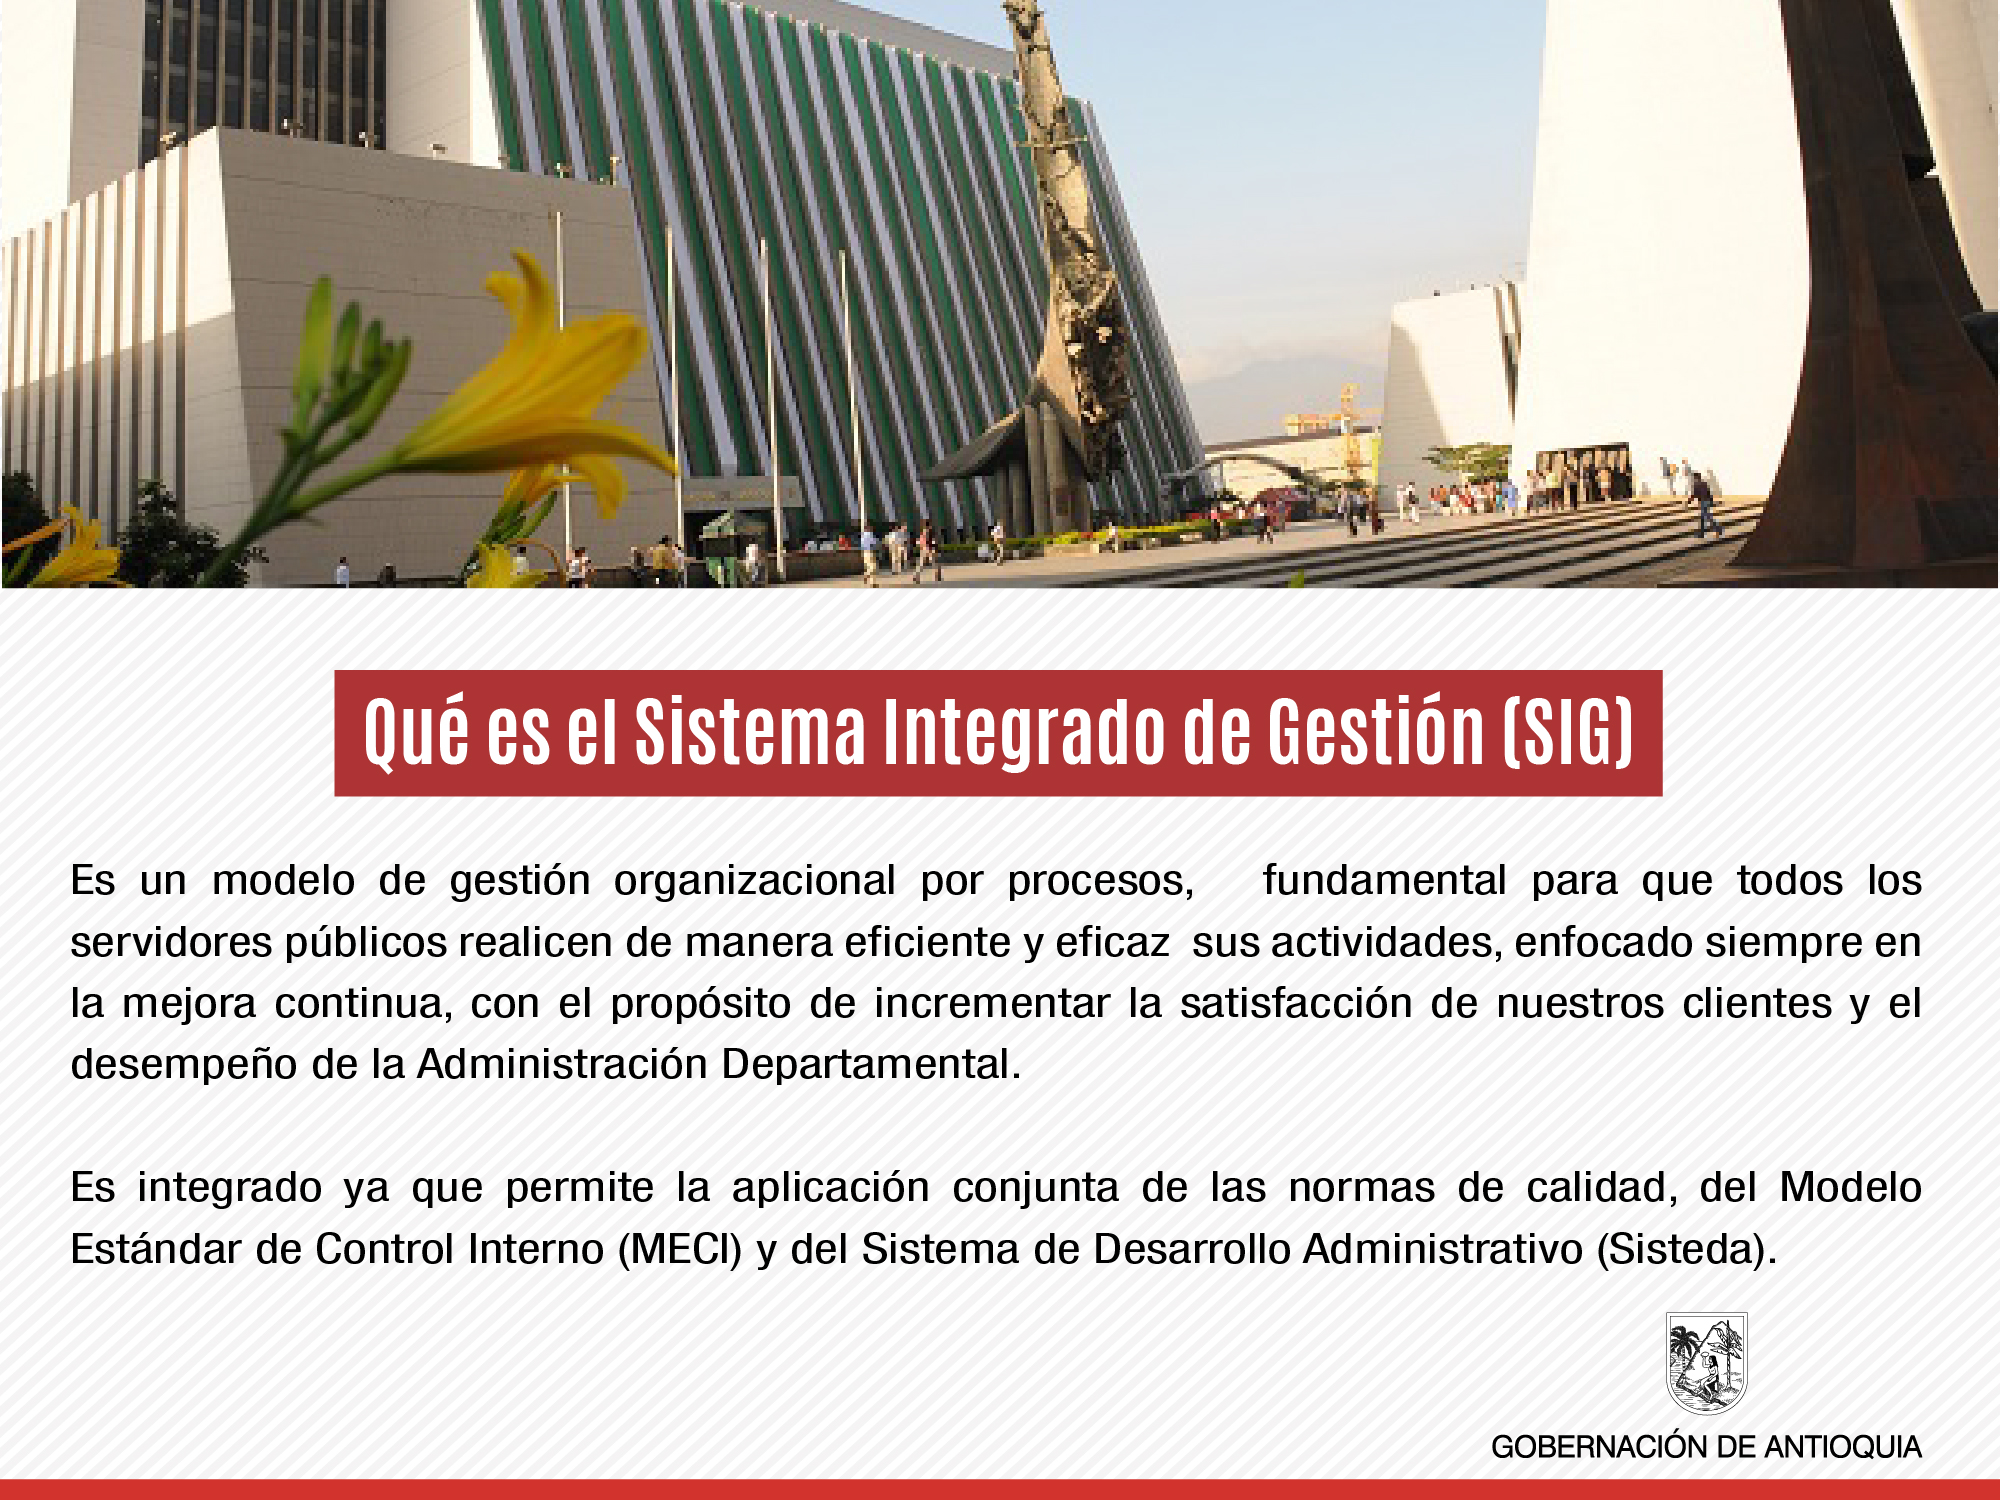 Qué es el Sistema Integrado de Gestión (SIG)
Es un modelo de gestión organizacional por procesos, fundamental para que todos los
servidores públicos realicen de manera eficiente y eficaz sus actividades, enfocado siempre en
la mejora continua, con el propósito de incrementar la satisfacción de nuestros clientes y el
desempeño de la Administración Departamental.
Es integrado ya que permite la aplicación conjunta de las normas de calidad, del Modelo
Estándar de Control Interno (MECI) y del Sistema de Desarrollo Administrativo (Sisteda).
GOBERNACIÓN DE ANTIOQUIA